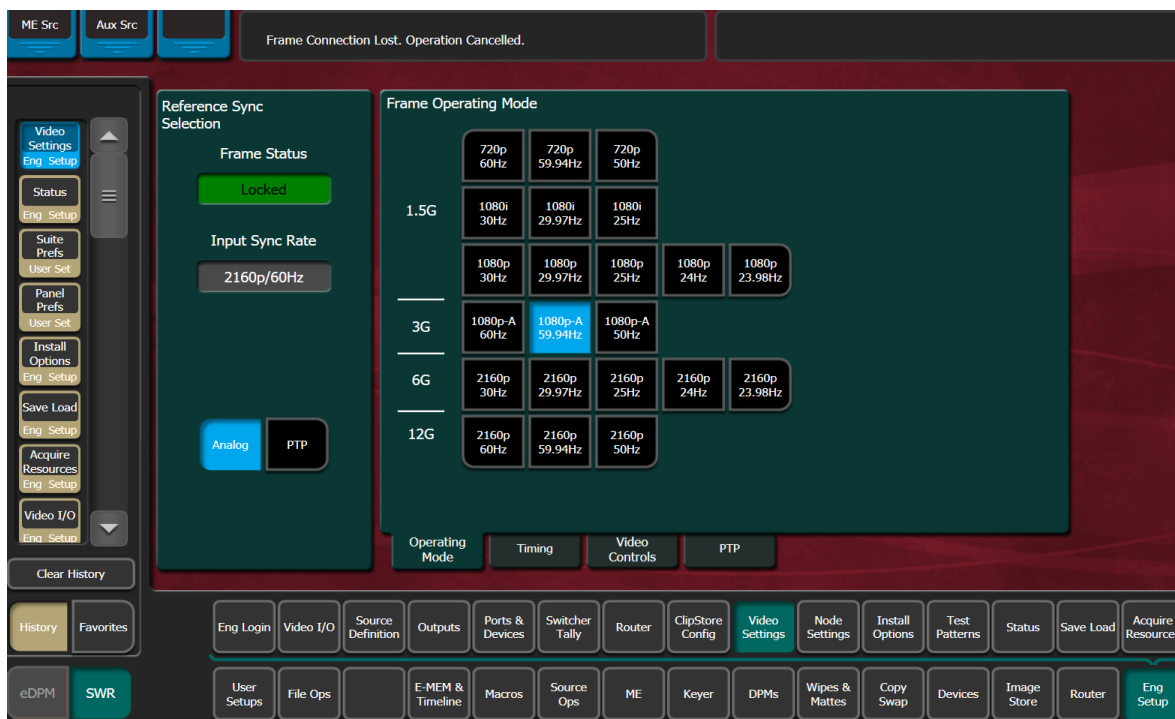 ME Src
Aux Src
Frame Connection Lost. Operation Cancelled.
Video
Settings
Eng Setup
Status
Eng Setup
Suite
Prefs
User Set
Panel
Prefs
User Set
Install
Options
Eng Setup
Save Load
Eng Setup
Acquire
Resources
Eng Setup
Video I/O
Eng Setup
Clear History
History
Favorites
eDPM
SWR
Reference Sync
Selection
Frame Status
Locked
Input Sync Rate
2160p/60Hz
Analog
PTP
Frame Operating Mode
720p
60Hz
720p
59.94Hz
720p
50Hz
1.5G
1080i
30Hz
1080i
29.97Hz
1080i
25Hz
1080p
30Hz
1080p
29.97Hz
1080p
25Hz
1080p
24Hz
1080p
23.98Hz
3G
1080p-A
60Hz
1080p-A
59.94Hz
1080p-A
50Hz
6G
2160p
30Hz
2160p
29.97Hz
2160p
25Hz
2160p
24Hz
2160p
23.98Hz
12G
2160p
60Hz
2160p
59.94Hz
2160p
50Hz
Operating
Mode
Timing
Video
Controls
PTP
Eng Login
Video I/O
Source
Definition
Outputs
Ports &
Devices
Switcher
Tally
Router
ClipStore
Config
Video
Settings
Node
Settings
Install
Options
Test
Patterns
Status
Save Load
Acquire
Resource
User
Setups
File Ops
E-MEM &
Timeline
Macros
Source
Ops
ME
Keyer
DPMs
Wipes &
Mattes
Copy
Swap
Devices
Image
Store
Router
Eng
Setup